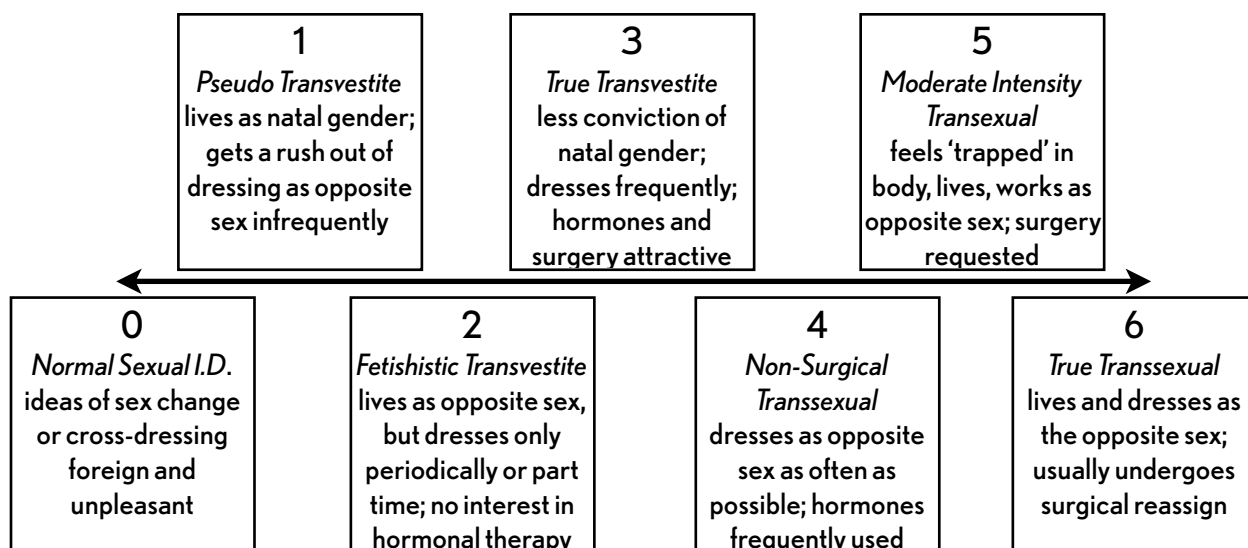 1
Pseudo Transvestite
lives as natal gender;
gets a rush out of
dressing as opposite
sex infrequently
3
True Transvestite
less conviction of
natal gender;
dresses frequently;
hormones and
surgery attractive
5
Moderate Intensity
Transexual
feels ‘trapped’ in
body, lives, works as
opposite sex; surgery
requested
0
Normal Sexual I.D.
ideas of sex change
or cross-dressing
foreign and
unpleasant
2
Fetishistic Transvestite
lives as opposite sex,
but dresses only
periodically or part
time; no interest in
hormonal therapy
4
Non-Surgical
Transsexual
dresses as opposite
sex as often as
possible; hormones
frequently used
6
True Transsexual
lives and dresses as
the opposite sex;
usually undergoes
surgical reassign